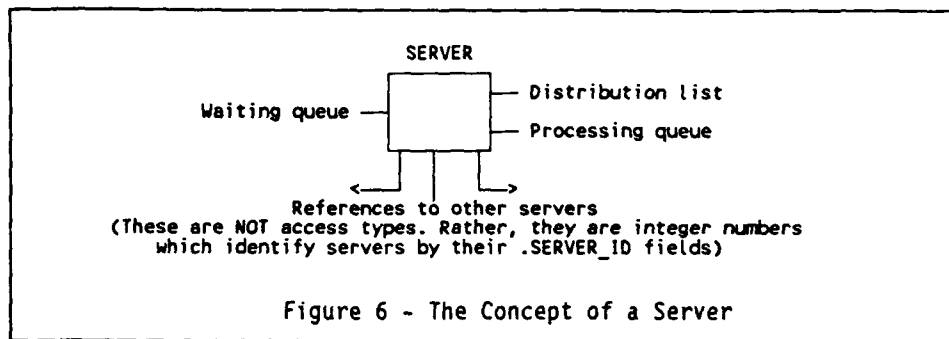 SERVER
Distribution list
Waiting queue
Processing queue
References to other servers
(These are NOT access types. Rather, they are integer numbers
which identify servers by their .SERVER_ID fields)
Figure 6 - The Concept of a Server